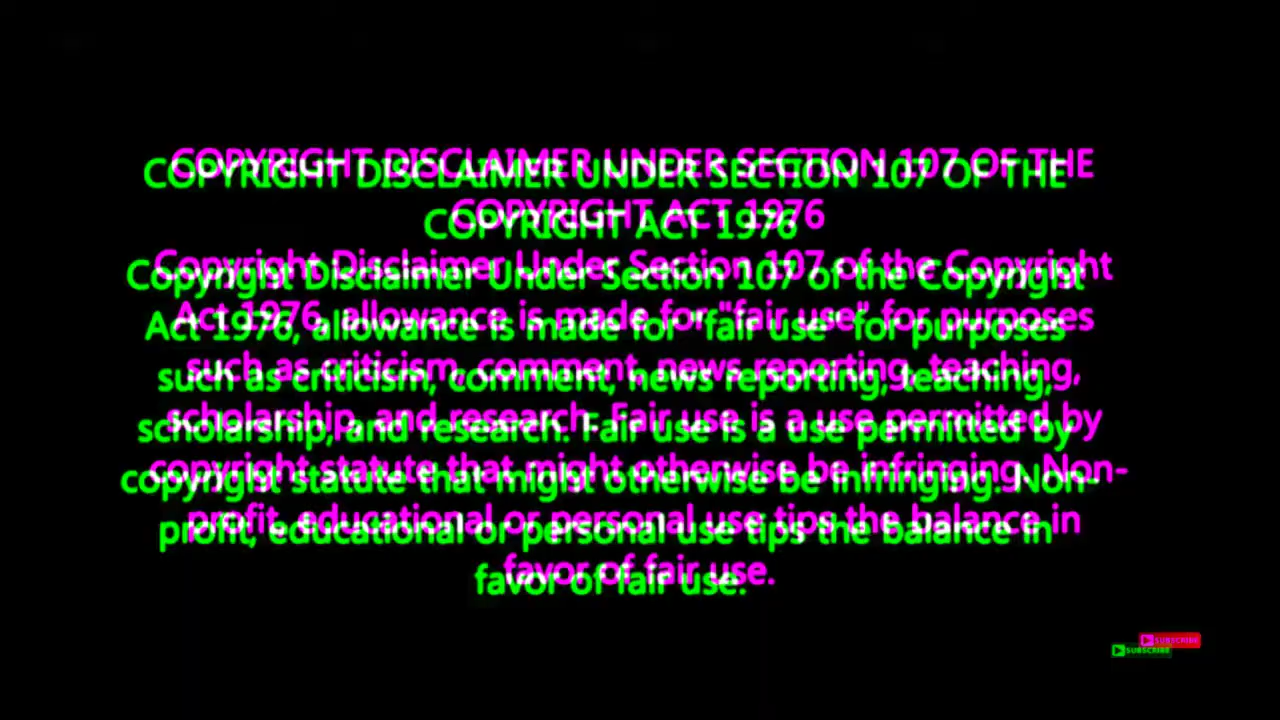 COPYRIGHT DISCLAIMER UNDER SECTION 107 OF THE
COPYRIGHT ACT 1976
Copyright Disclaimer Under Section 107 of the Copyright
Act 1976, allowance is made for "fair use" for purposes
such as criticism, comment, news reporting, teaching,
scholarship, and research. Fair use is a use permitted by
copyright statute that might otherwise be infringing. Non-
profit, educational or personal use tips the balance in
favor of fair use.
SUBSCRIBE